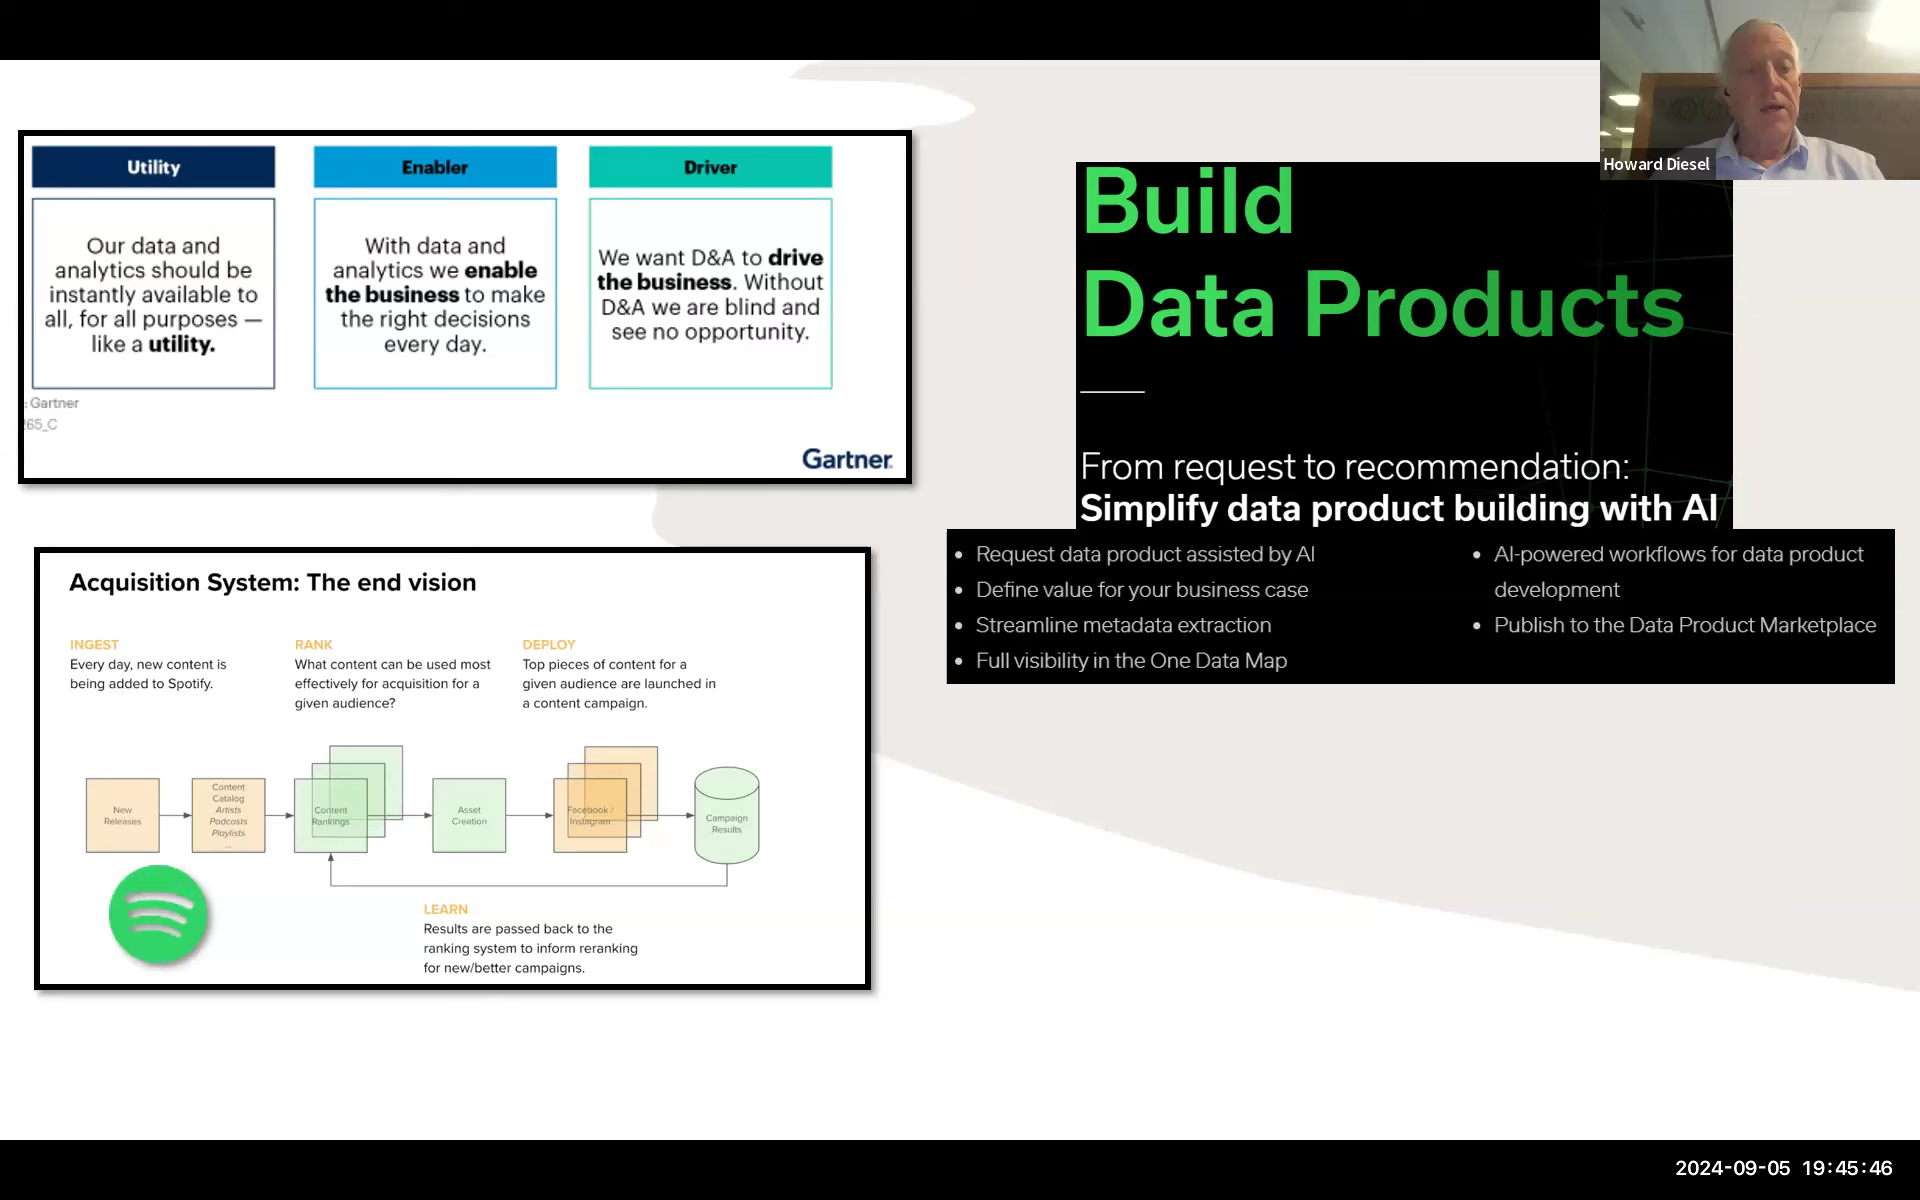 Utility
Our data and
analytics should be
instantly available to
all, for all purposes —
like a utility.
Enabler
With data and
analytics we enable
the business to make
the right decisions
every day.
Driver
We want D&A to drive
the business. Without
D&A we are blind and
see no opportunity.
: Gartner
65_C
Gartner
Acquisition System: The end vision
INGEST
Every day, new content is
being added to Spotify.
RANK
What content can be used most
effectively for acquisition for a
given audience?
DEPLOY
Top pieces of content for a
given audience are launched in
a content campaign.
New
Releases
Content
Catalog
Artists
Podcasts
Playlists
...
Content
Rankings
Asset
Creation
Facebook /
Instagram
Campaign
Results
LEARN
Results are passed back to the
ranking system to inform reranking
for new/better campaigns.
Howard Diesel
Build
Data Products
From request to recommendation:
Simplify data product building with AI
• Request data product assisted by AI
• Define value for your business case
• Streamline metadata extraction
• Full visibility in the One Data Map
• AI-powered workflows for data product
development
• Publish to the Data Product Marketplace
2024-09-05 19:45:46